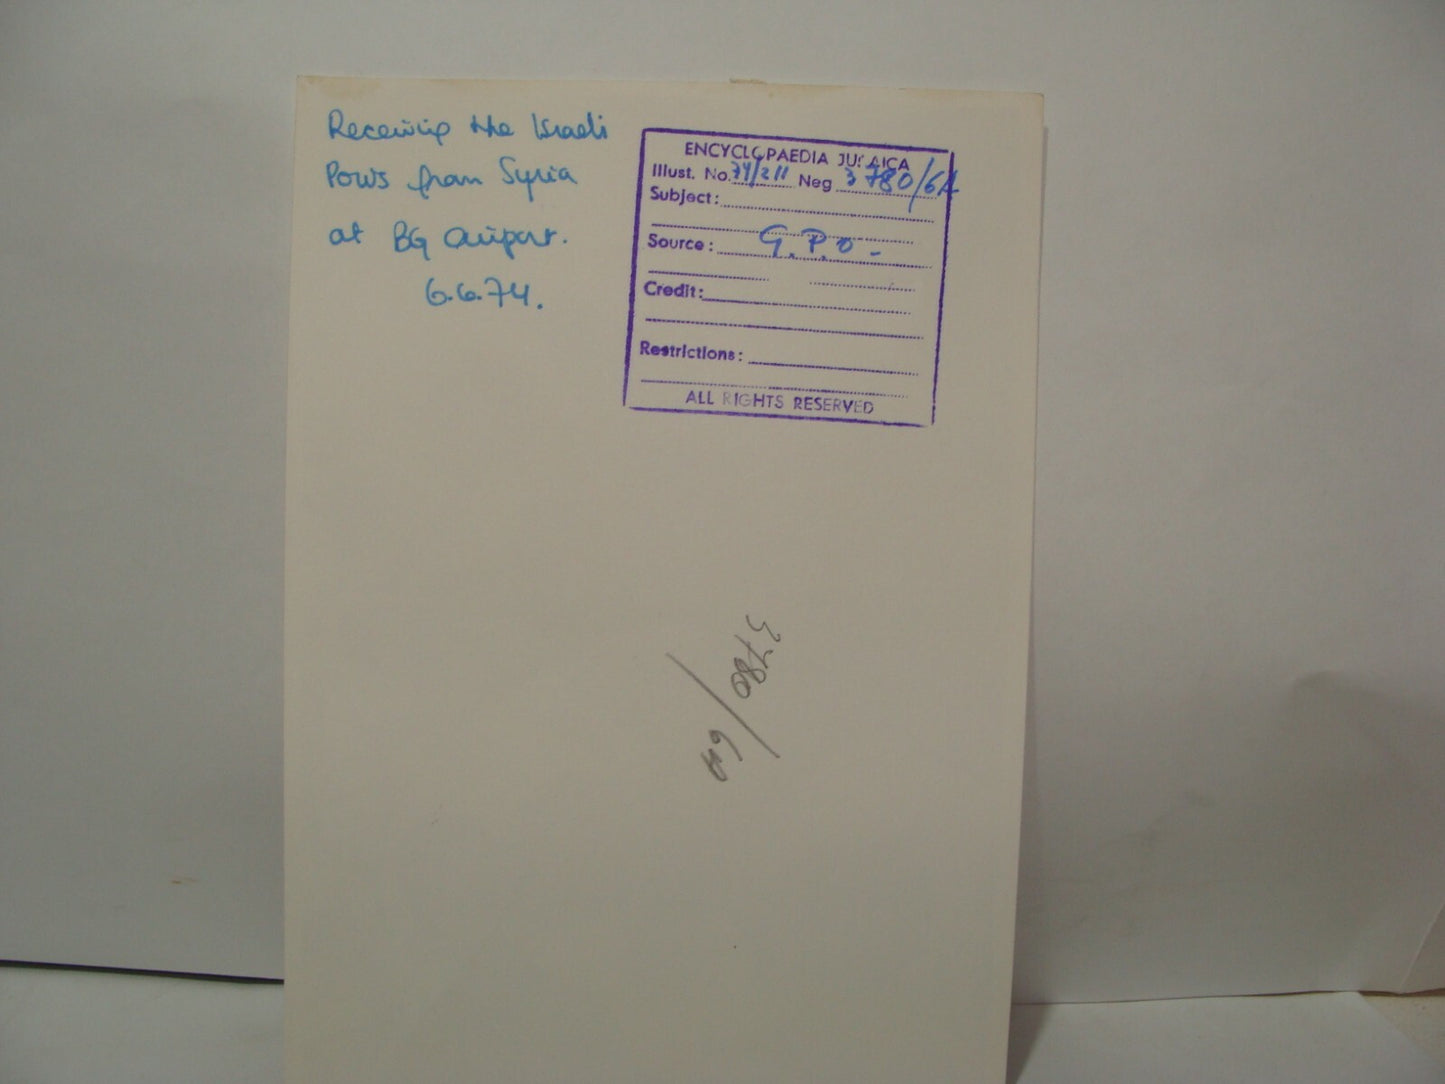 Receiving the Israeli
POWS from Syria
at BG airport.
6.6.74.
ENCYCLOPAEDIA JUDAICA
Illust. No. 74/211 Neg 3780/6A
Subject:
Source: G.P.O.-
Credit:
Restrictions:
ALL RIGHTS RESERVED
3780/6A